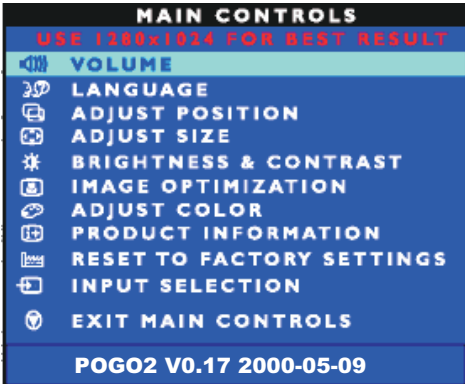 MAIN CONTROLS
USE 1280x1024 FOR BEST RESULT
VOLUME
LANGUAGE
ADJUST POSITION
ADJUST SIZE
BRIGHTNESS & CONTRAST
IMAGE OPTIMIZATION
ADJUST COLOR
PRODUCT INFORMATION
RESET TO FACTORY SETTINGS
INPUT SELECTION
EXIT MAIN CONTROLS
POGO2 V0.17 2000-05-09